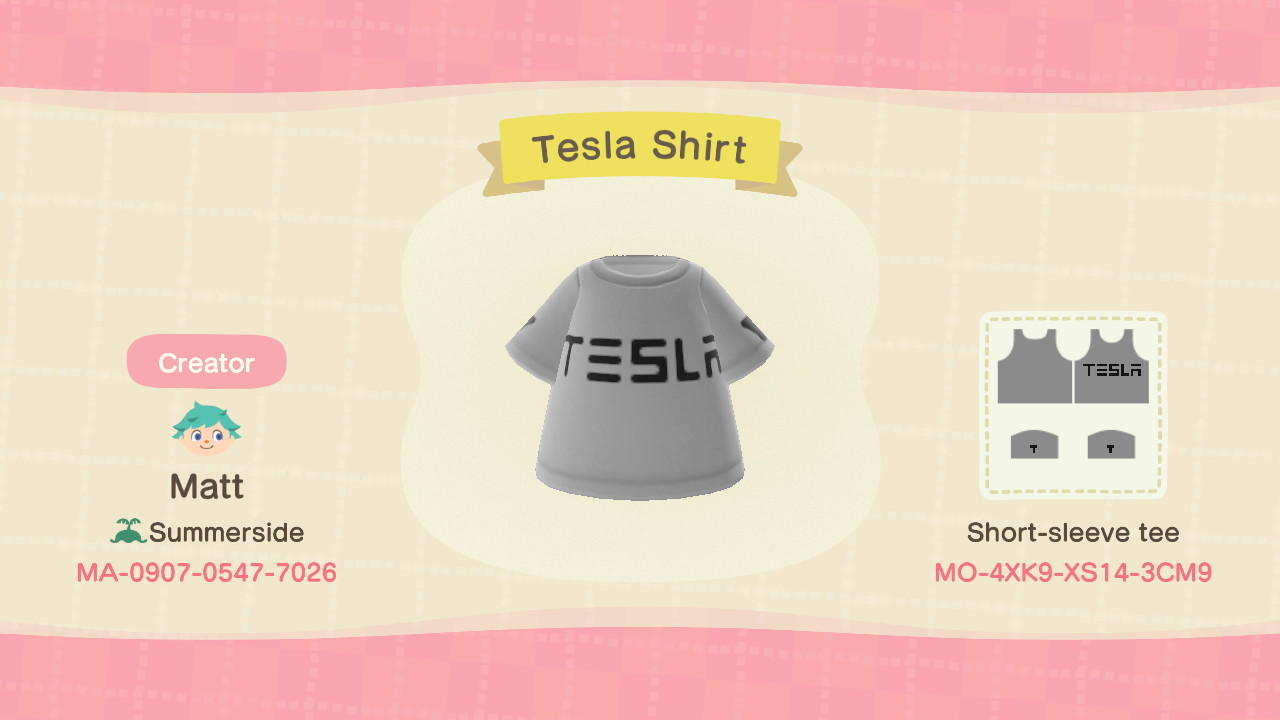 Tesla Shirt
TESLA
Creator
Matt
Summerside
MA-0907-0547-7026
TESLA
T
T
Short-sleeve tee
MO-4XK9-XS14-3CM9